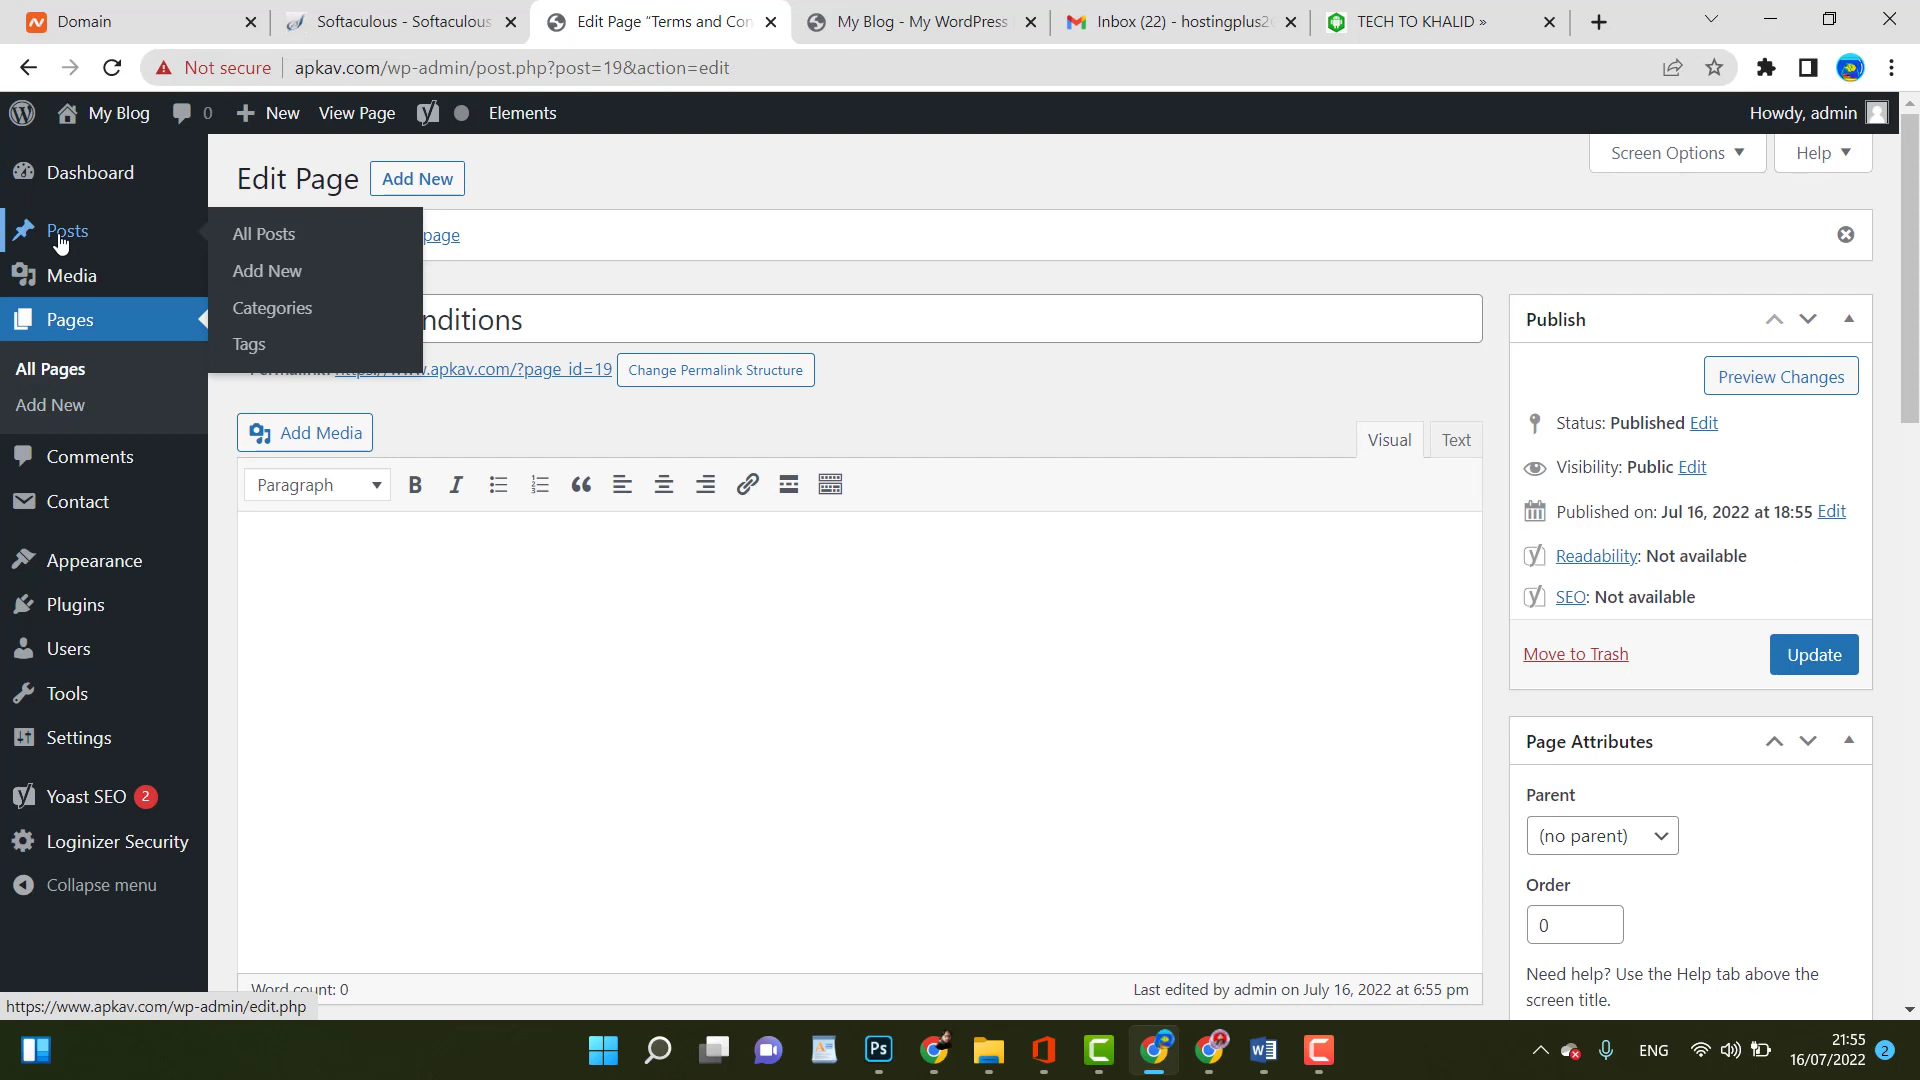 Domain
Softaculous - Softaculous
Edit Page “Terms and Con
My Blog - My WordPress
Inbox (22) - hostingplus2
TECH TO KHALID »
Not secure
apkav.com/wp-admin/post.php?post=19&action=edit
My Blog
0
New
View Page
Elements
Howdy, admin
Dashboard
Posts
Media
Pages
All Pages
Add New
Comments
Contact
Appearance
Plugins
Users
Tools
Settings
Yoast SEO 2
Loginizer Security
Collapse menu
All Posts
Add New
Categories
Tags
Edit Page
Add New
Screen Options
Help
page
nditions
.apkav.com/?page_id=19
Change Permalink Structure
Add Media
Visual
Text
Paragraph
Word count: 0
Last edited by admin on July 16, 2022 at 6:55 pm
Publish
Preview Changes
Status: Published Edit
Visibility: Public Edit
Published on: Jul 16, 2022 at 18:55 Edit
Readability: Not available
SEO: Not available
Move to Trash
Update
Page Attributes
Parent
(no parent)
Order
0
Need help? Use the Help tab above the
screen title.
https://www.apkav.com/wp-admin/edit.php
Ps
ENG
21:55
16/07/2022
2